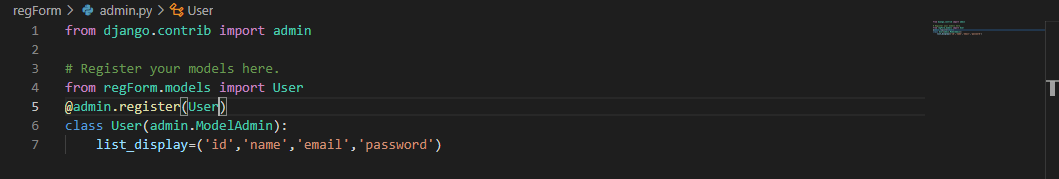 regForm > admin.py > User
1 from django.contrib import admin
2
3 # Register your models here.
4 from regForm.models import User
5 @admin.register(User)
6 class User(admin.ModelAdmin):
7     list_display=('id','name','email','password')